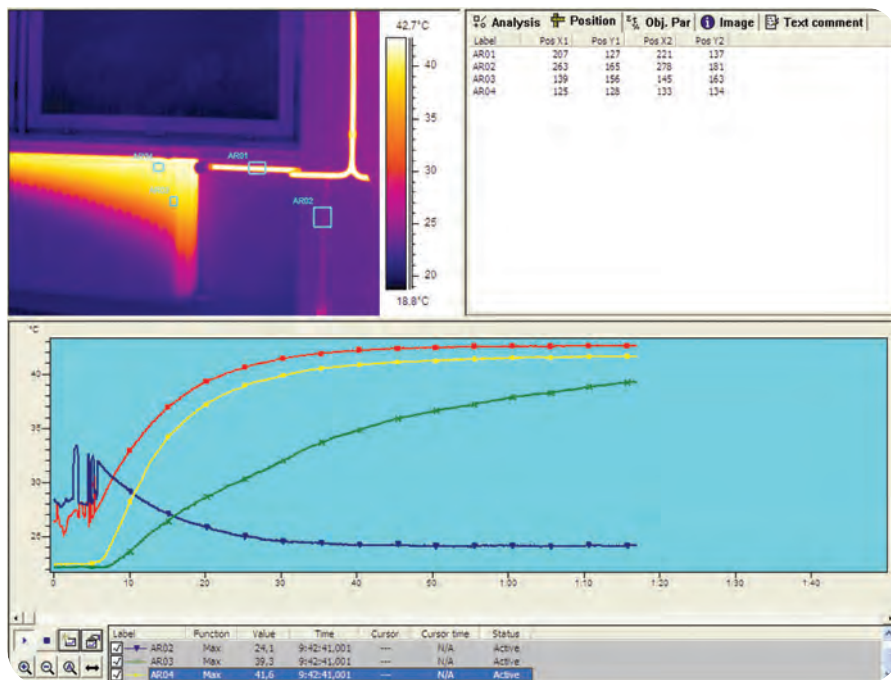 42.7°C
40
35
30
25
20
18.8°C
AR04
AR01
AR02
Analysis Position Obj. Par Image Text comment
Label Pos X1 Pos Y1 Pos X2 Pos Y2
AR01 207 127 221 137
AR02 263 165 278 181
AR03 139 156 145 163
AR04 125 128 133 134
°C
40
35
30
25
0 10 20 30 40 50 1:00 1:10 1:20 1:30 1:40
Label Function Value Time Cursor Cursor time Status
AR02 Max 24,1 9:42:41,001 --- N/A Active
AR03 Max 39,3 9:42:41,001 --- N/A Active
AR04 Max 41,6 9:42:41,001 --- N/A Active